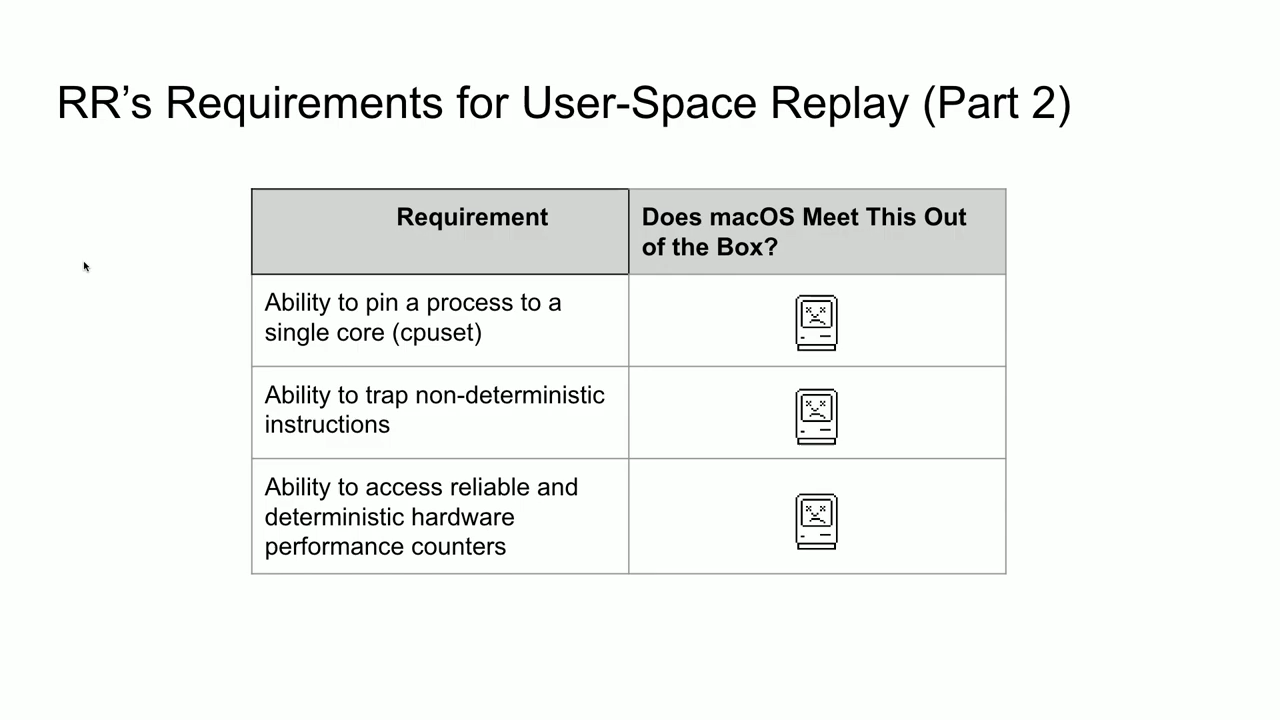 RR’s Requirements for User-Space Replay (Part 2)
Requirement
Does macOS Meet This Out
of the Box?
Ability to pin a process to a
single core (cpuset)
Ability to trap non-deterministic
instructions
Ability to access reliable and
deterministic hardware
performance counters